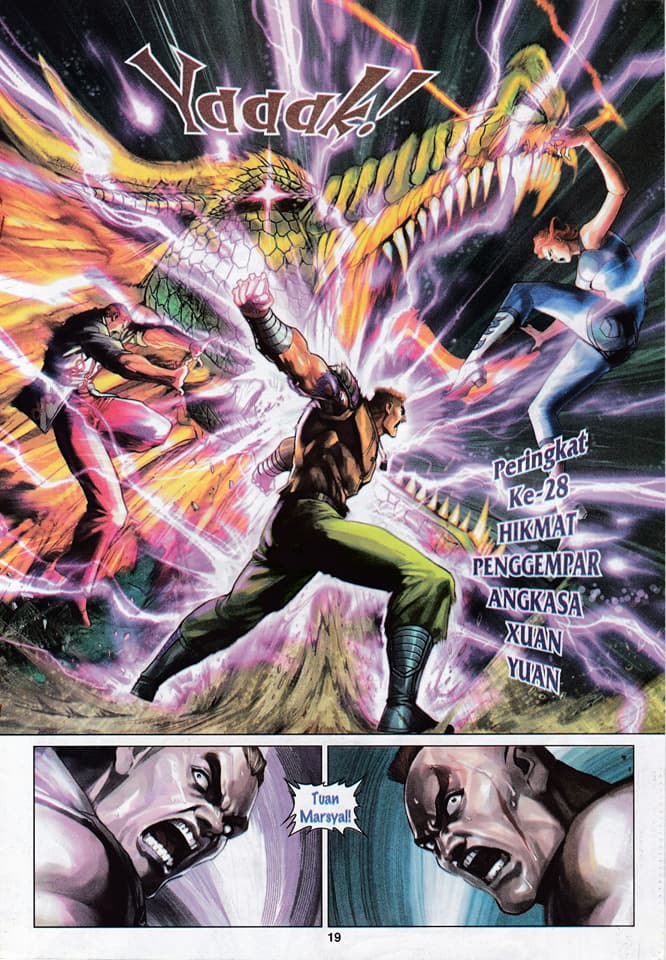 Yaaak!!
Peringkat
Ke-28
HIKMAT
PENGGEMPAR
ANGKASA
XUAN
YUAN
Tuan
Marsyal!
19